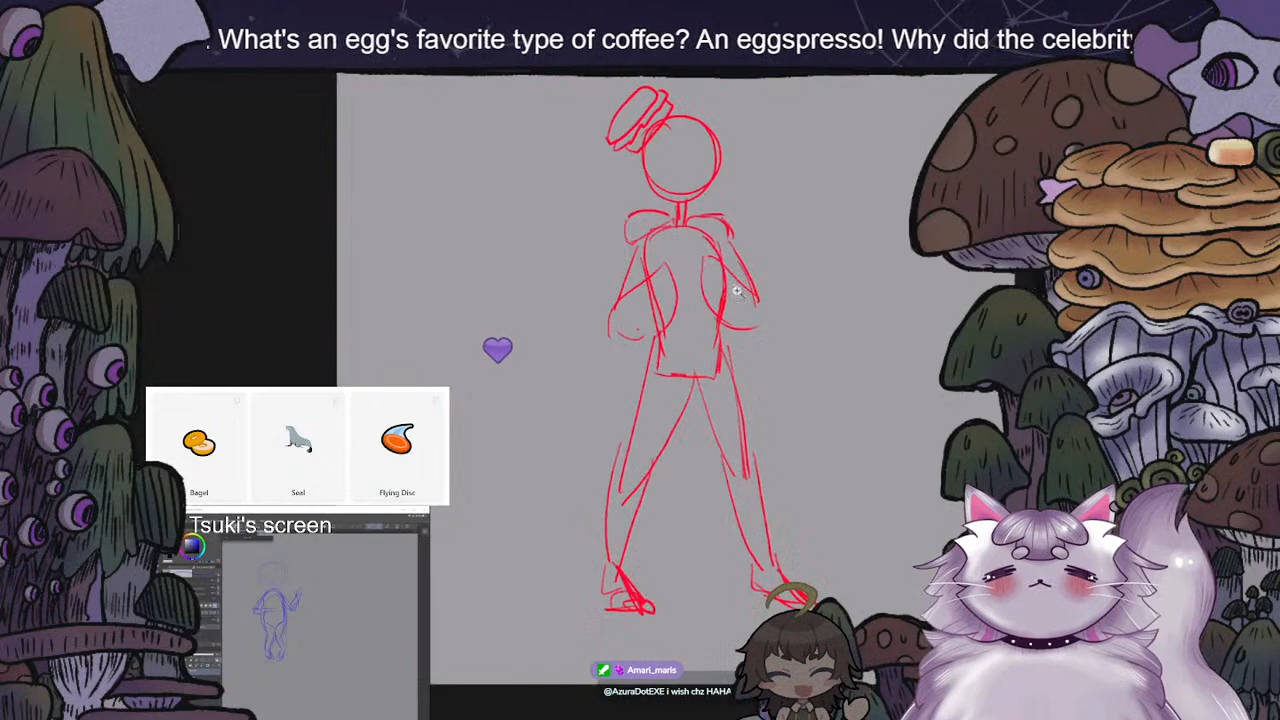 . What's an egg's favorite type of coffee? An eggspresso! Why did the celebrity
Bagel
Seal
Flying Disc
Tsuki's screen
Amari_maris
@AzuraDotEXE i wish chz HAHA